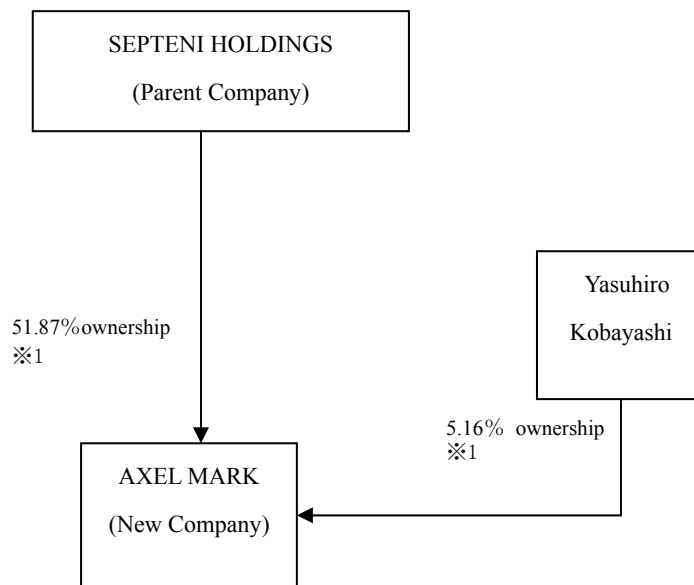 SEPTENI HOLDINGS
(Parent Company)
Yasuhiro
Kobayashi
51.87%ownership
※1
5.16% ownership
※1
AXEL MARK
(New Company)